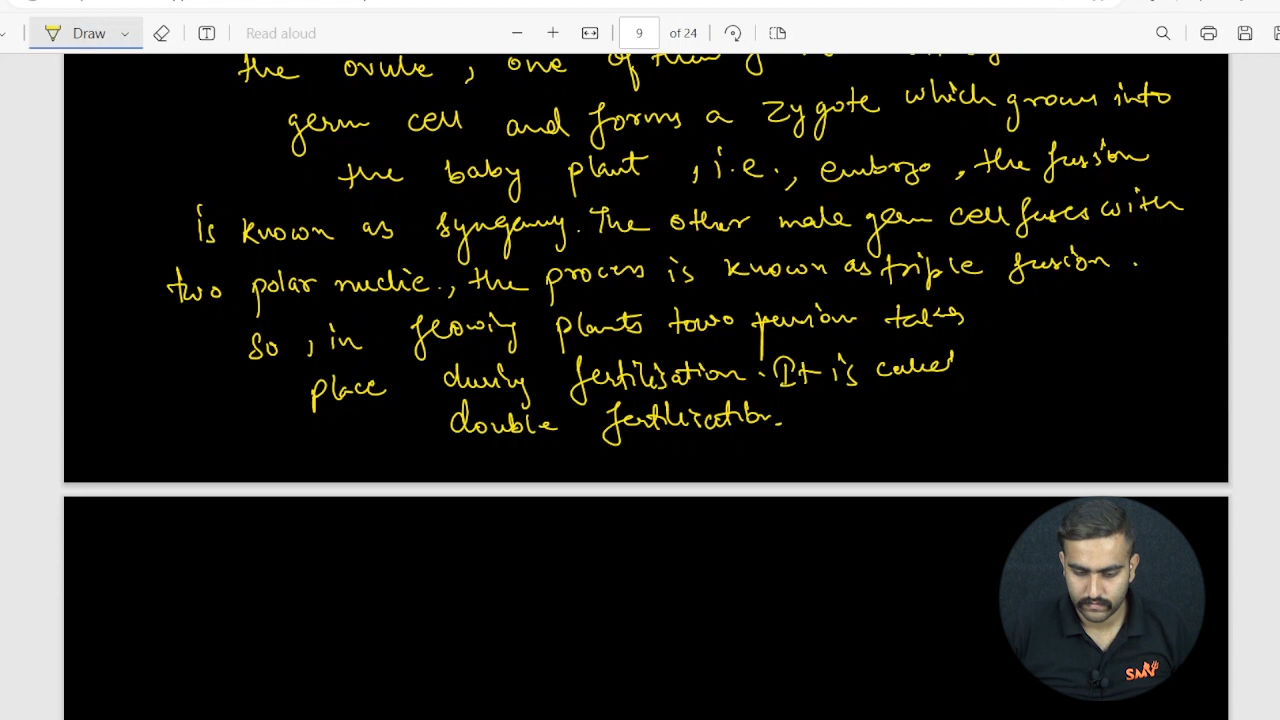 Draw
Read aloud
9 of 24
the ovule, one of them
germ cell and forms a zygote which grows into
the baby plant, i.e., embryo, the fusion
is known as syngamy. The other male germ cell fuses with
two polar nuclie., the process is known as triple fusion.
So, in flowing plants two fusion takes
place during fertilisation. It is called
double fertilisation.
SMV